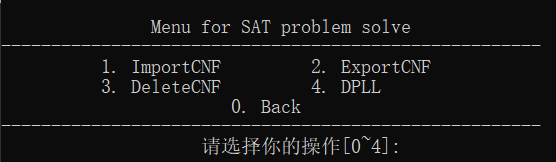 Menu for SAT problem solve
1. ImportCNF 2. ExportCNF
3. DeleteCNF 4. DPLL
0. Back
请选择你的操作[0~4]: